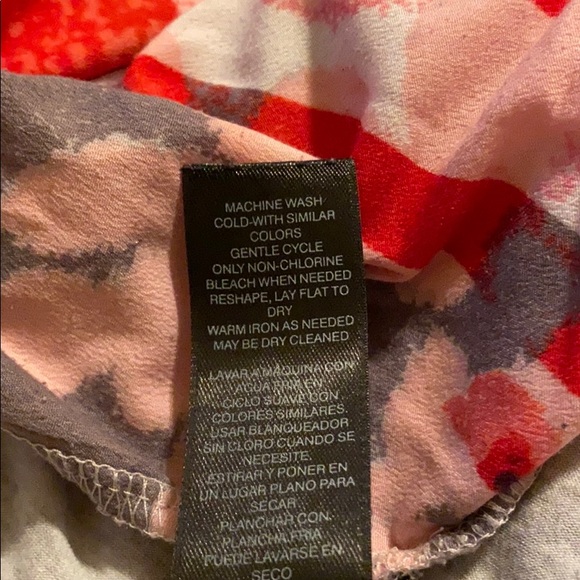 MACHINE WASH
COLD-WITH SIMILAR
COLORS
GENTLE CYCLE
ONLY NON-CHLORINE
BLEACH WHEN NEEDED
RESHAPE, LAY FLAT TO
DRY
WARM IRON AS NEEDED
MAY BE DRY CLEANED
LAVAR A MAQUINA CON
AGUA FRIA EN
CICLO SUAVE CON
COLORES SIMILARES.
USAR BLANQUEADOR
SIN CLORO CUANDO SE
NECESITE.
ESTIRAR Y PONER EN
UN LUGAR PLANO PARA
SECAR
PLANCHAR CON
PLANCHA FRIA
PUEDE LAVARSE EN
SECO